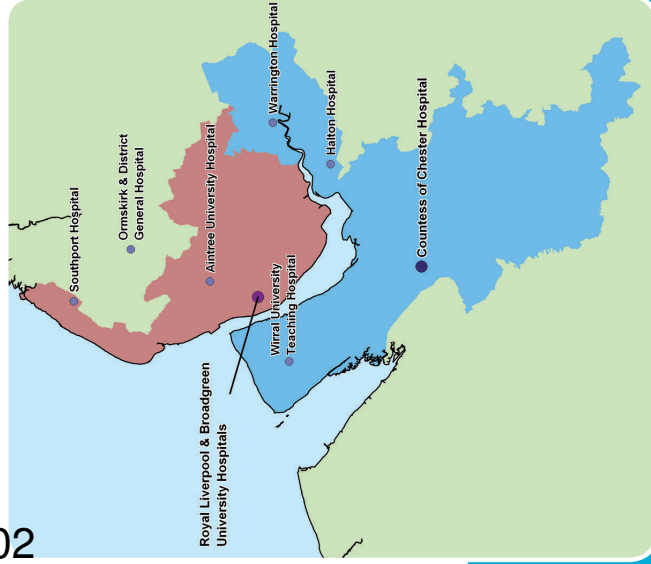 Southport Hospital
Ormskirk & District
General Hospital
Aintree University Hospital
Warrington Hospital
Halton Hospital
Wirral University
Teaching Hospital
Countess of Chester Hospital
Royal Liverpool & Broadgreen
University Hospitals
02